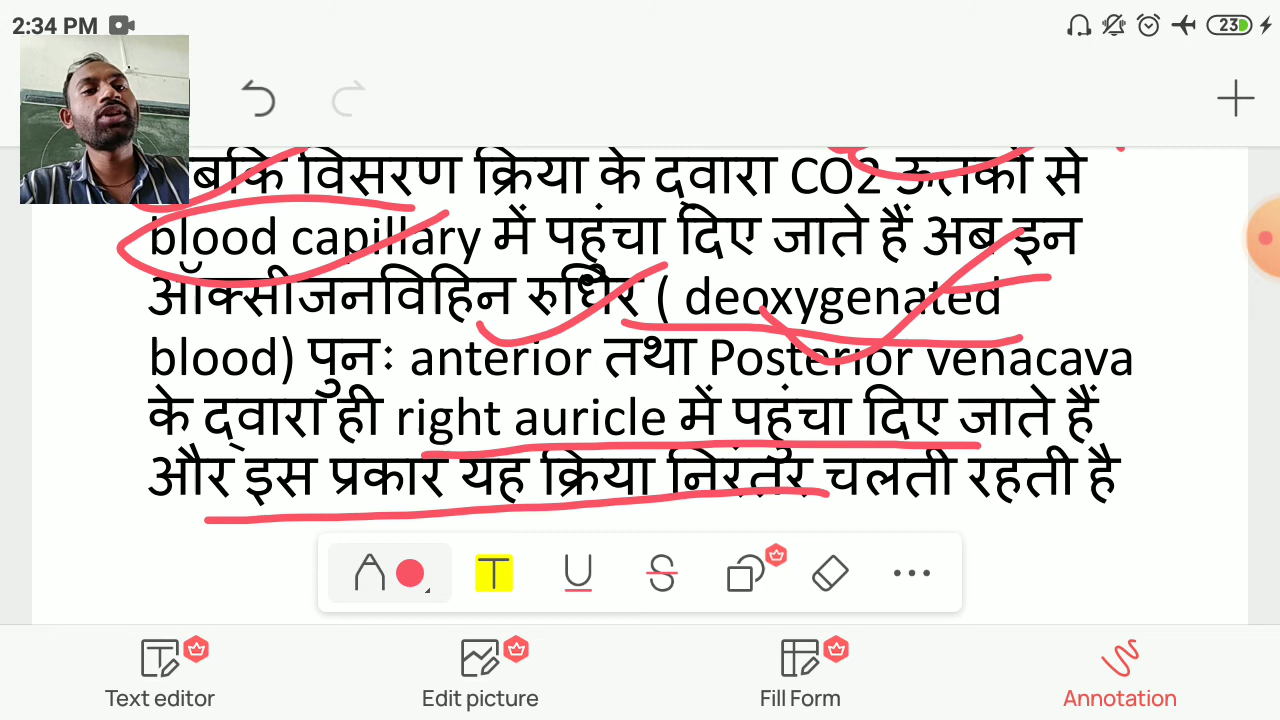 2:34 PM
23
बकि विसरण क्रिया के द्वारा CO2 ऊतकों से
blood capillary में पहुंचा दिए जाते हैं अब इन
ऑक्सीजनविहिन रुधिर ( deoxygenated
blood) पुनः anterior तथा Posterior venacava
के द्वारा ही right auricle में पहुंचा दिए जाते हैं
और इस प्रकार यह क्रिया निरंतर चलती रहती है
Text editor
Edit picture
Fill Form
Annotation